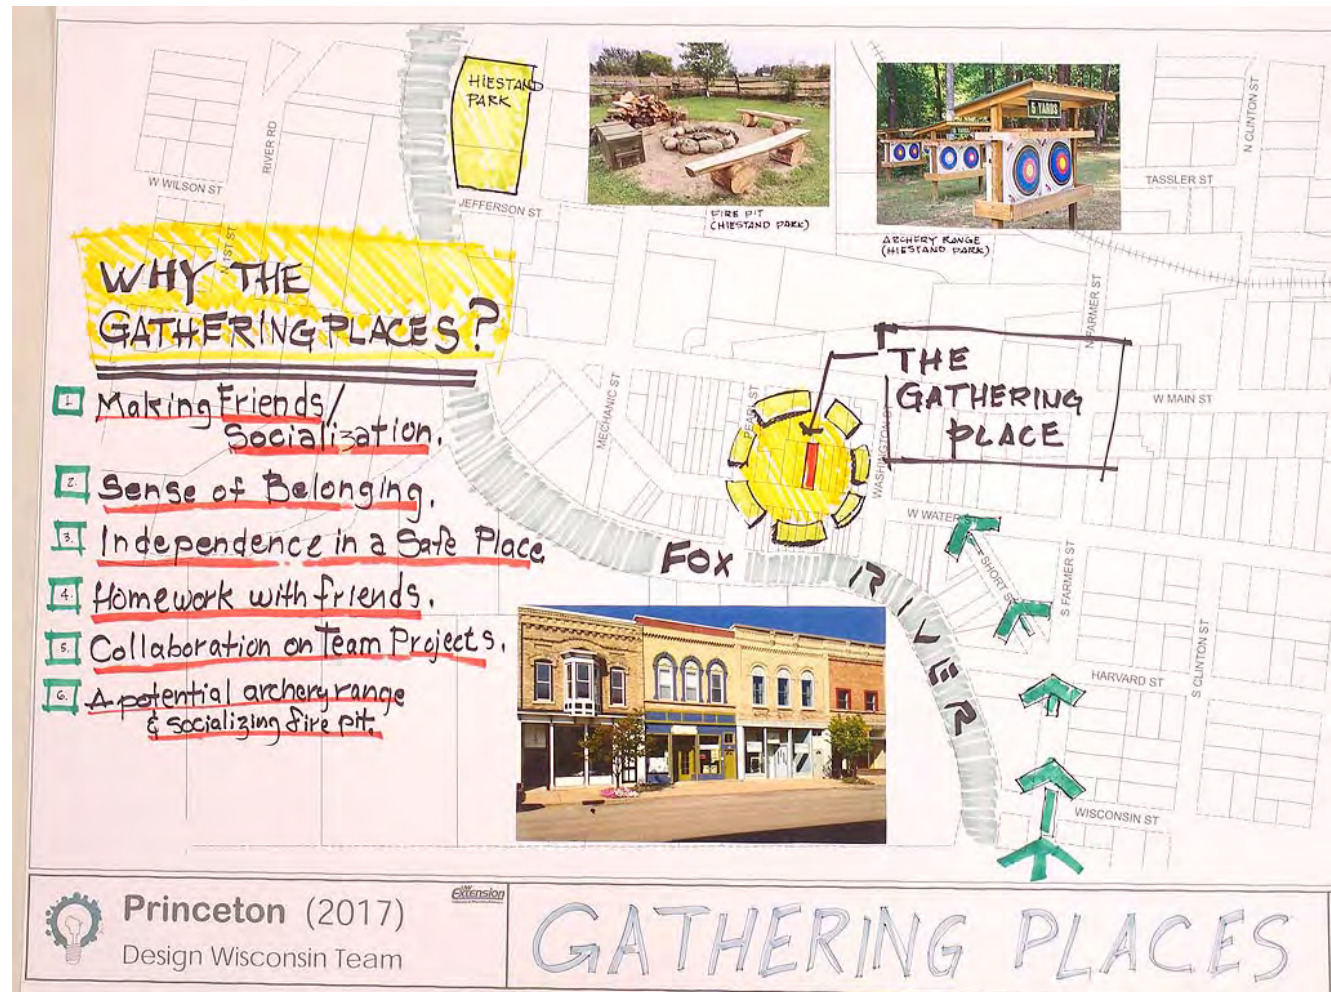 HIESTAND
PARK
RIVER RD
W WILSON ST
N 1ST ST
JEFFERSON ST
5 YARDS
FIRE PIT
(HIESTAND PARK)
ARCHERY RANGE
(HIESTAND PARK)
N CLINTON ST
TASSLER ST
N FARMER ST
WHY THE
GATHERING PLACES?
1. Making Friends/
Socialization.
2. Sense of Belonging.
3. Independence in a Safe Place
4. Homework with friends.
5. Collaboration on Team Projects.
6. A potential archery range
& socializing fire pit.
MECHANIC ST
PEARL ST
WASHINGTON ST
THE
GATHERING
PLACE
W MAIN ST
W WATER S
FOX RIVER
SHORT S
S FARMER ST
HARVARD ST
S CLINTON ST
WISCONSIN ST
Princeton (2017)
Design Wisconsin Team
UW
Extension
GATHERING PLACES